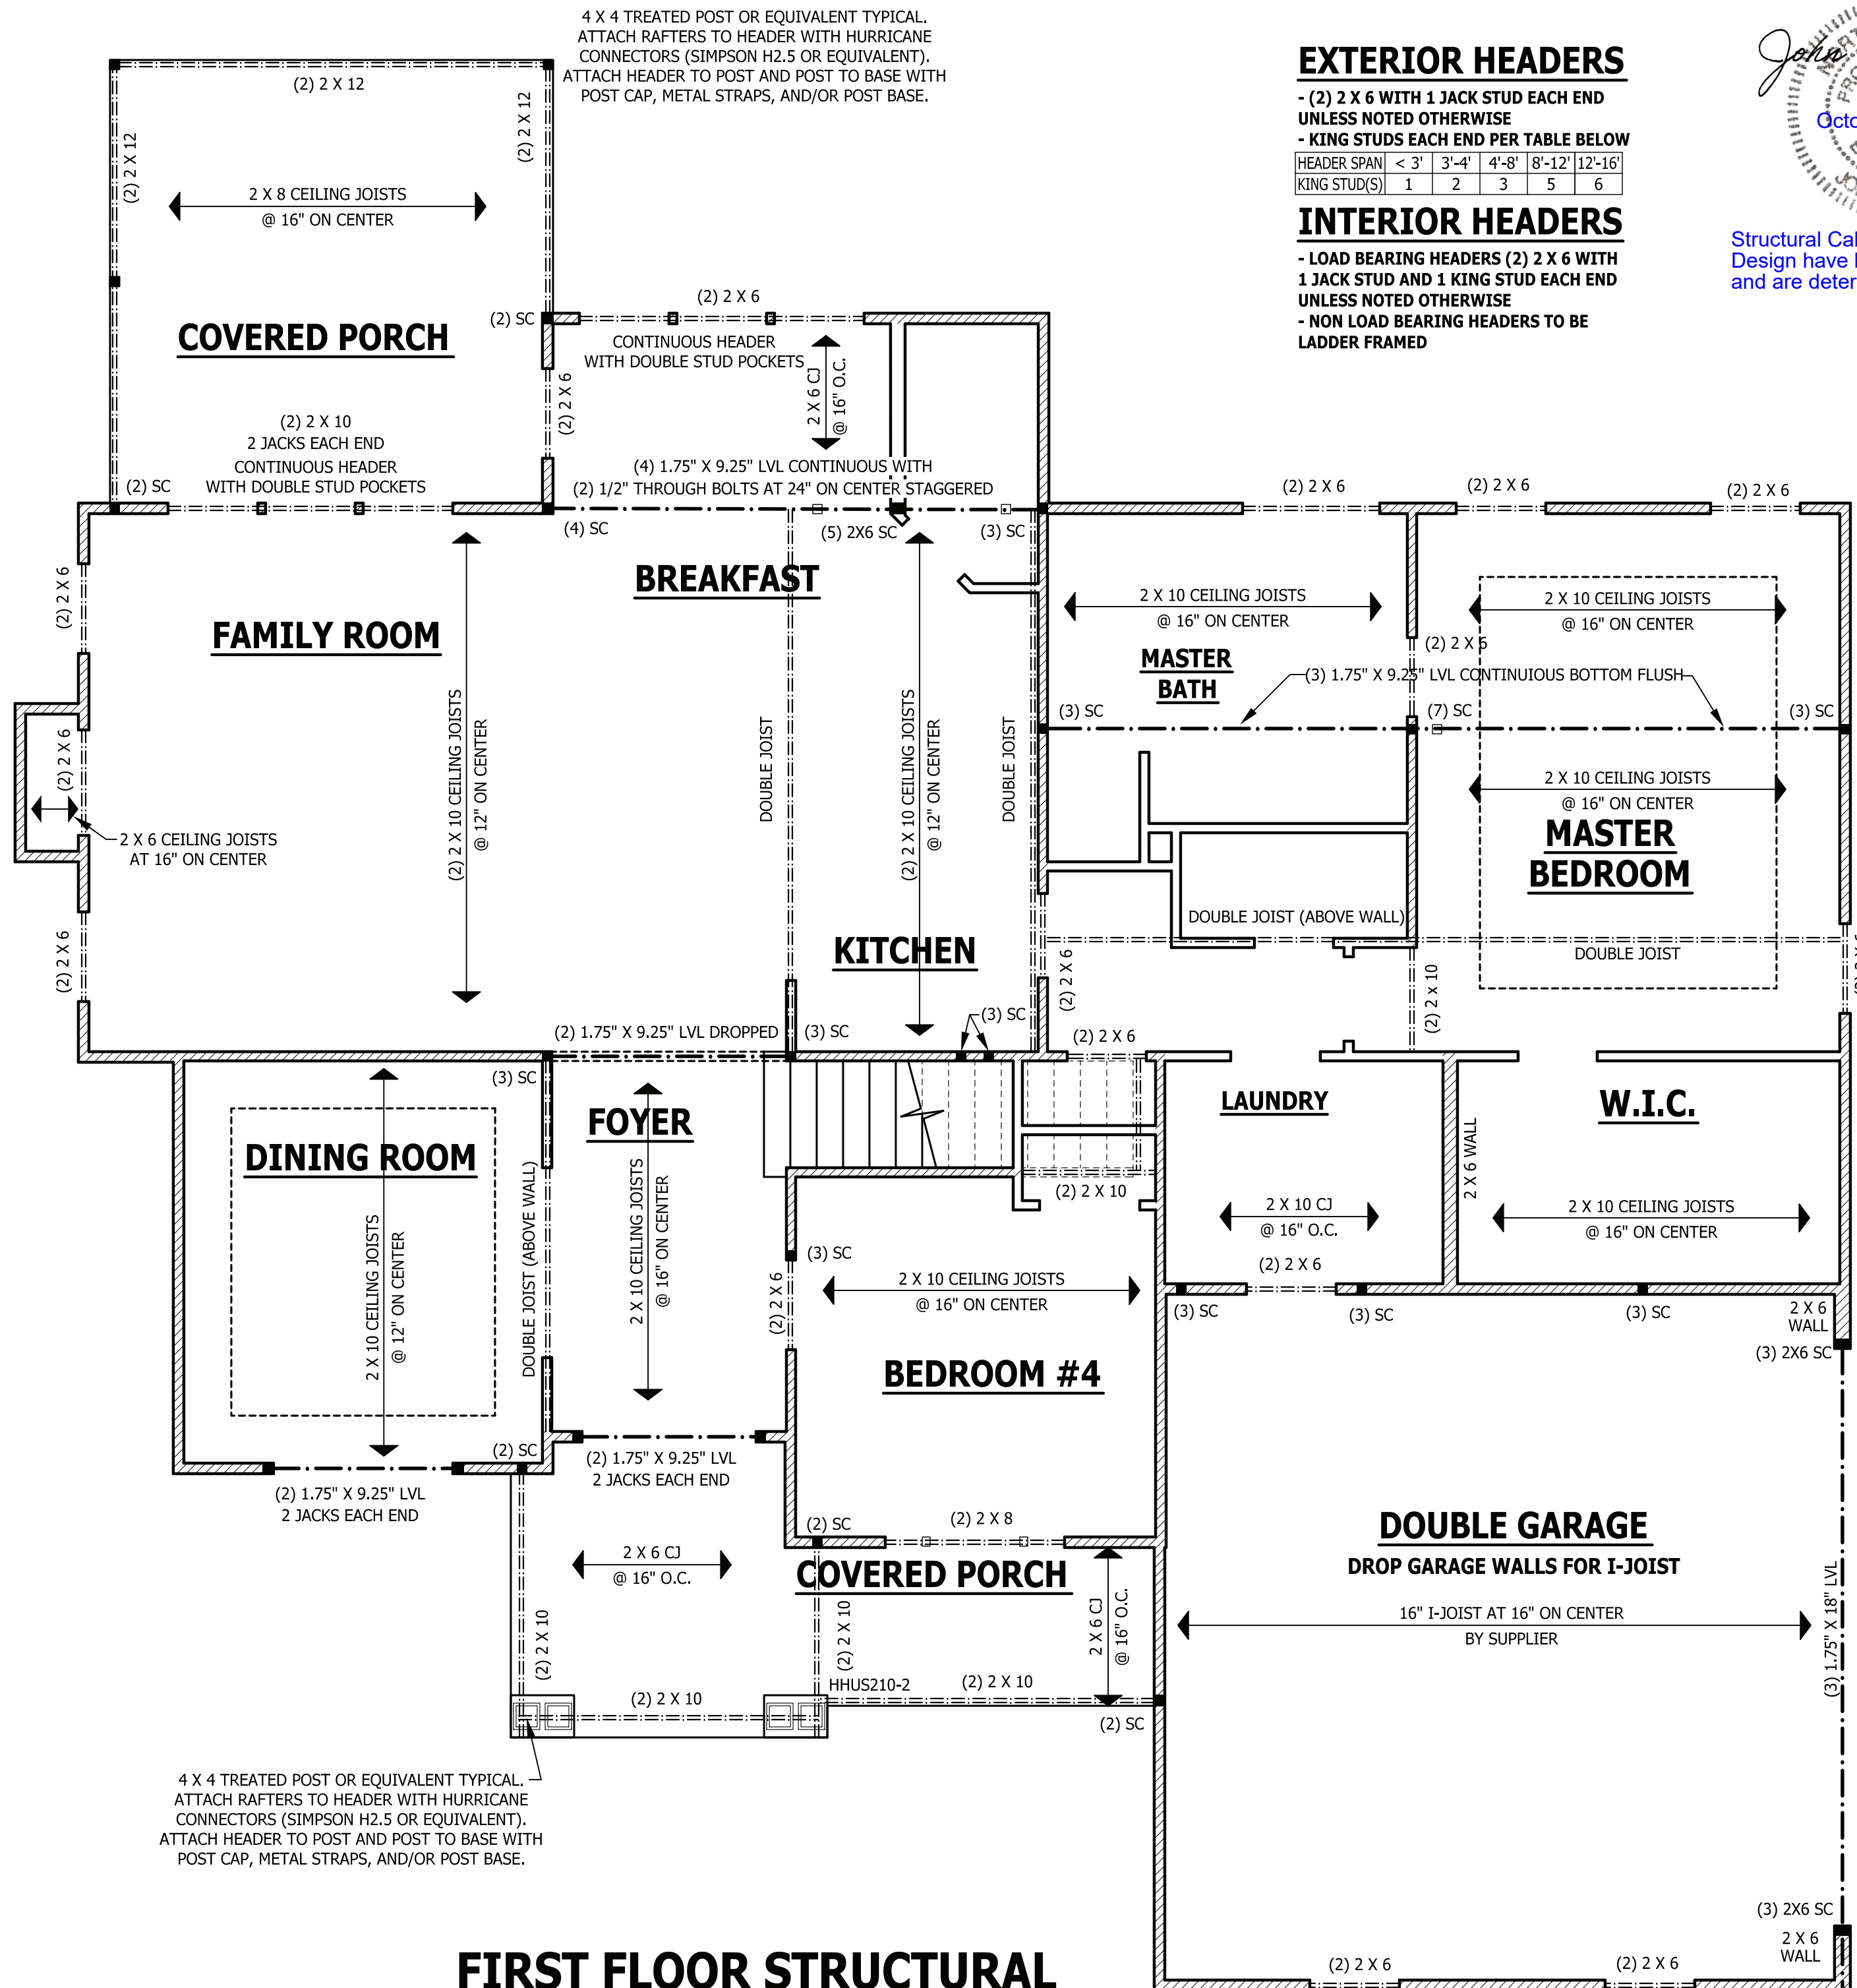 4 X 4 TREATED POST OR EQUIVALENT TYPICAL.
ATTACH RAFTERS TO HEADER WITH HURRICANE
CONNECTORS (SIMPSON H2.5 OR EQUIVALENT).
ATTACH HEADER TO POST AND POST TO BASE WITH
POST CAP, METAL STRAPS, AND/OR POST BASE.
EXTERIOR HEADERS
- (2) 2 X 6 WITH 1 JACK STUD EACH END
UNLESS NOTED OTHERWISE
- KING STUDS EACH END PER TABLE BELOW
HEADER SPAN < 3' 3'-4' 4'-8' 8'-12' 12'-16'
KING STUD(S) 1 2 3 5 6
INTERIOR HEADERS
- LOAD BEARING HEADERS (2) 2 X 6 WITH
1 JACK STUD AND 1 KING STUD EACH END
UNLESS NOTED OTHERWISE
- NON LOAD BEARING HEADERS TO BE
LADDER FRAMED
John
Octo
Structural Cal
Design have
and are deter
(2) 2 X 12
(2) 2 X 12
(2) 2 X 12
2 X 8 CEILING JOISTS
@ 16" ON CENTER
COVERED PORCH
(2) SC
(2) 2 X 6
CONTINUOUS HEADER
WITH DOUBLE STUD POCKETS
2 X 6 CJ
@ 16" O.C.
(2) 2 X 6
(2) 2 X 10
2 JACKS EACH END
CONTINUOUS HEADER
WITH DOUBLE STUD POCKETS
(2) SC
(4) 1.75" X 9.25" LVL CONTINUOUS WITH
(2) 1/2" THROUGH BOLTS AT 24" ON CENTER STAGGERED
(4) SC
(5) 2X6 SC
(3) SC
(2) 2 X 6
(2) 2 X 6
(2) 2 X 6
BREAKFAST
FAMILY ROOM
(2) 2 X 6
(2) 2 X 6
(2) 2 X 6
2 X 6 CEILING JOISTS
AT 16" ON CENTER
(2) 2 X 10 CEILING JOISTS
@ 12" ON CENTER
DOUBLE JOIST
(2) 2 X 10 CEILING JOISTS
@ 12" ON CENTER
DOUBLE JOIST
KITCHEN
2 X 10 CEILING JOISTS
@ 16" ON CENTER
2 X 10 CEILING JOISTS
@ 16" ON CENTER
(2) 2 X 6
MASTER
BATH
(3) 1.75" X 9.25" LVL CONTINUIOUS BOTTOM FLUSH
(3) SC
(7) SC
(3) SC
2 X 10 CEILING JOISTS
@ 16" ON CENTER
MASTER
BEDROOM
DOUBLE JOIST (ABOVE WALL)
DOUBLE JOIST
(2) 2 X 6
(2) 2 X 10
(2) 1.75" X 9.25" LVL DROPPED
(3) SC
(3) SC
(2) 2 X 6
(3) SC
FOYER
DINING ROOM
LAUNDRY
W.I.C.
2 X 6 WALL
2 X 10 CEILING JOISTS
@ 12" ON CENTER
DOUBLE JOIST (ABOVE WALL)
2 X 10 CEILING JOISTS
@ 16" ON CENTER
(2) 2 X 10
2 X 10 CJ
@ 16" O.C.
2 X 10 CEILING JOISTS
@ 16" ON CENTER
(3) SC
(2) 2 X 6
2 X 10 CEILING JOISTS
@ 16" ON CENTER
(2) 2 X 6
(3) SC
(3) SC
(3) SC
2 X 6
WALL
(3) 2X6 SC
BEDROOM #4
(2) SC
(2) 1.75" X 9.25" LVL
2 JACKS EACH END
(2) 1.75" X 9.25" LVL
2 JACKS EACH END
(2) SC
(2) 2 X 8
DOUBLE GARAGE
DROP GARAGE WALLS FOR I-JOIST
2 X 6 CJ
@ 16" O.C.
COVERED PORCH
(2) 2 X 10
(2) 2 X 10
2 X 6 CJ
@ 16" O.C.
16" I-JOIST AT 16" ON CENTER
BY SUPPLIER
(3) 1.75" X 18" LVL
HHUS210-2
(2) 2 X 10
(2) 2 X 10
(2) SC
4 X 4 TREATED POST OR EQUIVALENT TYPICAL.
ATTACH RAFTERS TO HEADER WITH HURRICANE
CONNECTORS (SIMPSON H2.5 OR EQUIVALENT).
ATTACH HEADER TO POST AND POST TO BASE WITH
POST CAP, METAL STRAPS, AND/OR POST BASE.
(3) 2X6 SC
2 X 6
WALL
(2) 2 X 6
(2) 2 X 6
FIRST FLOOR STRUCTURAL